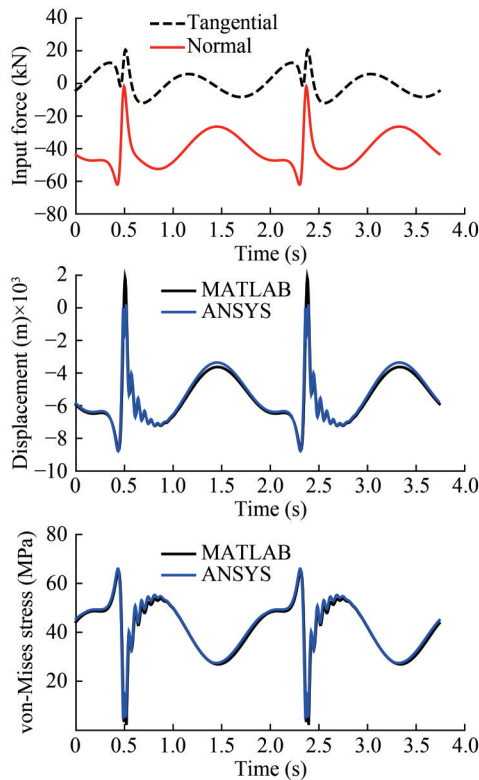 Input force (kN)
40
20
0
−20
−40
−60
−80
Tangential
Normal
0 0.5 1.0 1.5 2.0 2.5 3.0 3.5 4.0
Time (s)
Displacement (m)×10³
2
0
−2
−4
−6
−8
−10
MATLAB
ANSYS
0 0.5 1.0 1.5 2.0 2.5 3.0 3.5 4.0
Time (s)
von-Mises stress (MPa)
80
60
40
20
MATLAB
ANSYS
0 0.5 1.0 1.5 2.0 2.5 3.0 3.5 4.0
Time (s)